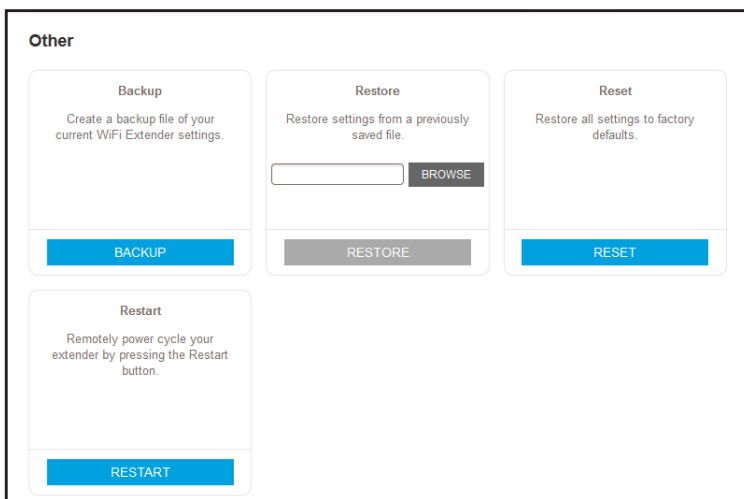 Other
Backup
Create a backup file of your
current WiFi Extender settings.
BACKUP
Restore
Restore settings from a previously
saved file.
BROWSE
RESTORE
Reset
Restore all settings to factory
defaults.
RESET
Restart
Remotely power cycle your
extender by pressing the Restart
button.
RESTART